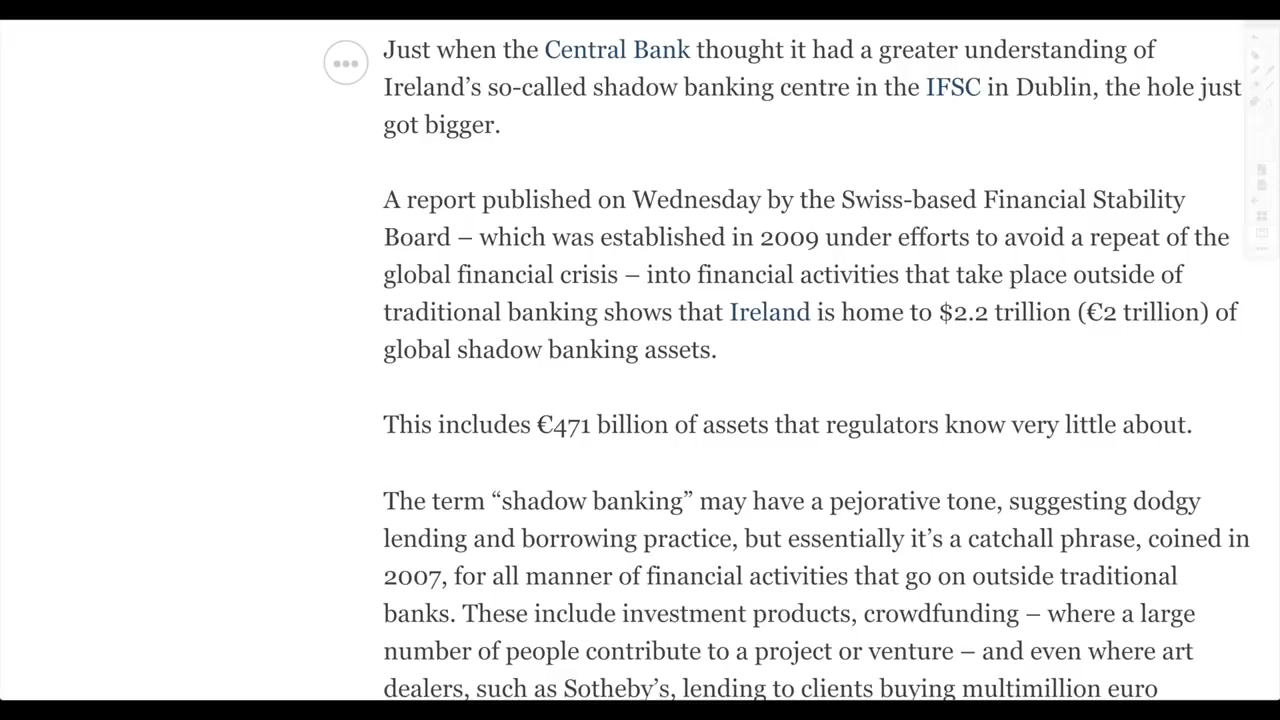 Just when the Central Bank thought it had a greater understanding of
Ireland’s so-called shadow banking centre in the IFSC in Dublin, the hole just
got bigger.
A report published on Wednesday by the Swiss-based Financial Stability
Board – which was established in 2009 under efforts to avoid a repeat of the
global financial crisis – into financial activities that take place outside of
traditional banking shows that Ireland is home to $2.2 trillion (€2 trillion) of
global shadow banking assets.
This includes €471 billion of assets that regulators know very little about.
The term “shadow banking” may have a pejorative tone, suggesting dodgy
lending and borrowing practice, but essentially it’s a catchall phrase, coined in
2007, for all manner of financial activities that go on outside traditional
banks. These include investment products, crowdfunding – where a large
number of people contribute to a project or venture – and even where art
dealers, such as Sotheby’s, lending to clients buying multimillion euro